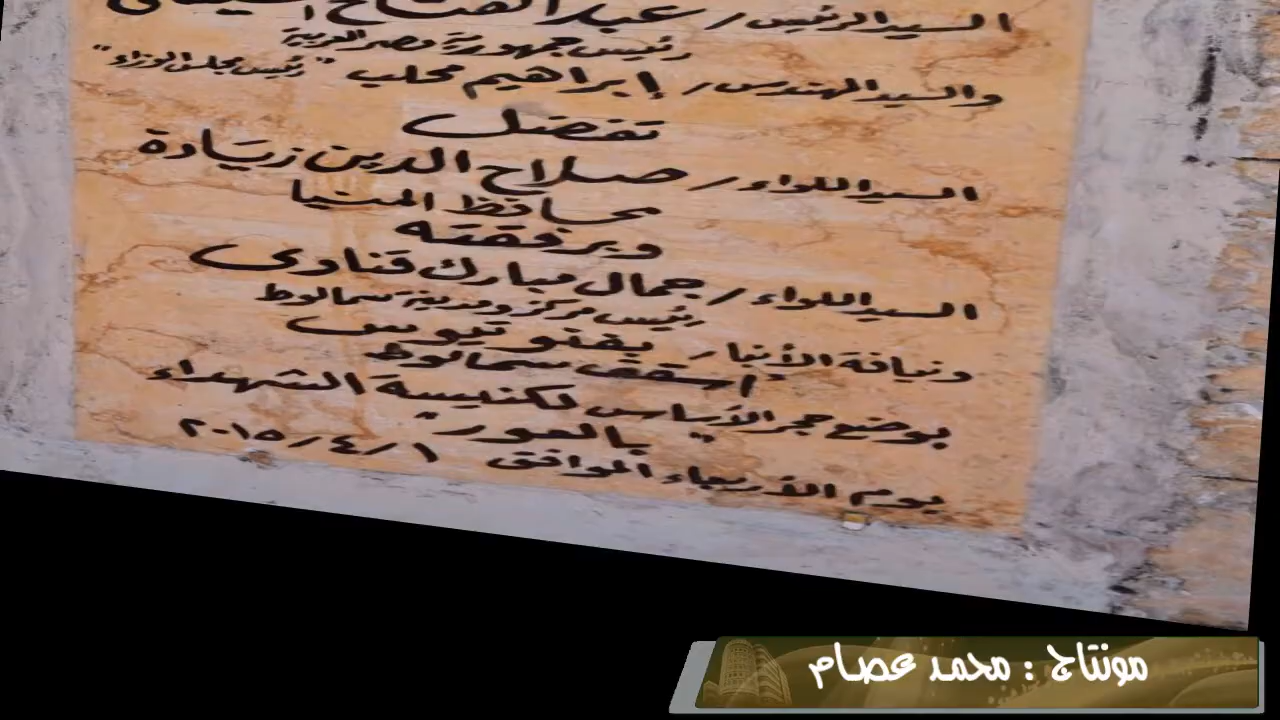 السيد الرئيس / عبد الفتاح السيسى
رئيس جمهورية مصر العربية
والسيد المهندس / إبراهيم محلب "رئيس مجلس الوزراء"
تفضل
السيد اللواء / صلاح الدين زيادة
محافظ المنيا
وبرفقته
السيد اللواء / جمال مبارك قناوى
رئيس مركز ومدينة سمالوط
ونيافة الأنبا / بفنوتيوس
أسقف سمالوط
بوضع حجر الأساس لكنيسة الشهداء
"بالعور"
يوم الأربعاء الموافق ١ / ٤ / ٢٠١٥
مونتاج : محمد عصام